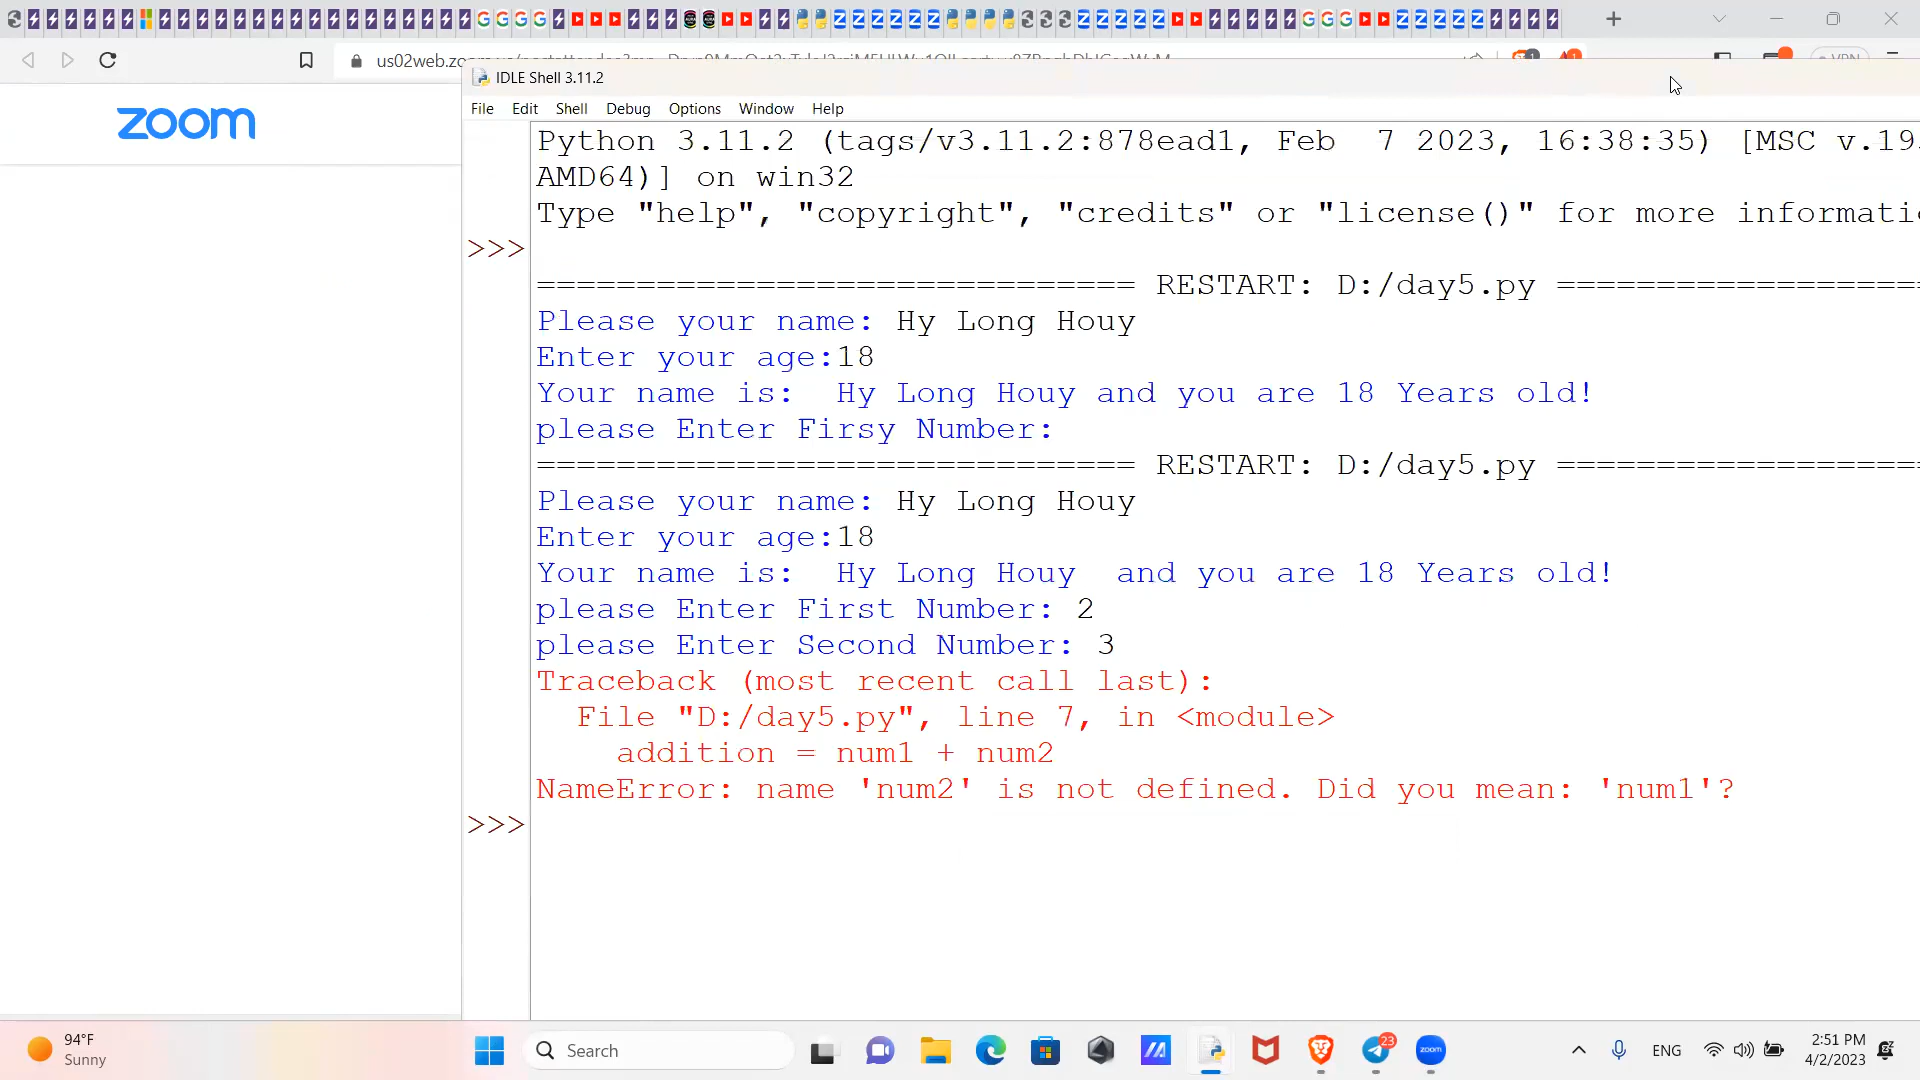 zoom
IDLE Shell 3.11.2
File Edit Shell Debug Options Window Help
Python 3.11.2 (tags/v3.11.2:878ead1, Feb 7 2023, 16:38:35) [MSC v.19
AMD64)] on win32
Type "help", "copyright", "credits" or "license()" for more informati
>>>
============================== RESTART: D:/day5.py ==================
Please your name: Hy Long Houy
Enter your age:18
Your name is:  Hy Long Houy and you are 18 Years old!
please Enter Firsy Number:
============================== RESTART: D:/day5.py ==================
Please your name: Hy Long Houy
Enter your age:18
Your name is:  Hy Long Houy  and you are 18 Years old!
please Enter First Number: 2
please Enter Second Number: 3
Traceback (most recent call last):
  File "D:/day5.py", line 7, in <module>
    addition = num1 + num2
NameError: name 'num2' is not defined. Did you mean: 'num1'?
>>>
94°F
Sunny
Search
23
zoom
ENG
2:51 PM
4/2/2023